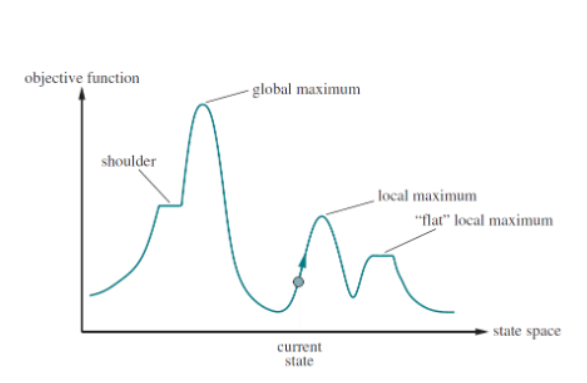 objective function
global maximum
shoulder
local maximum
“flat” local maximum
state space
current
state